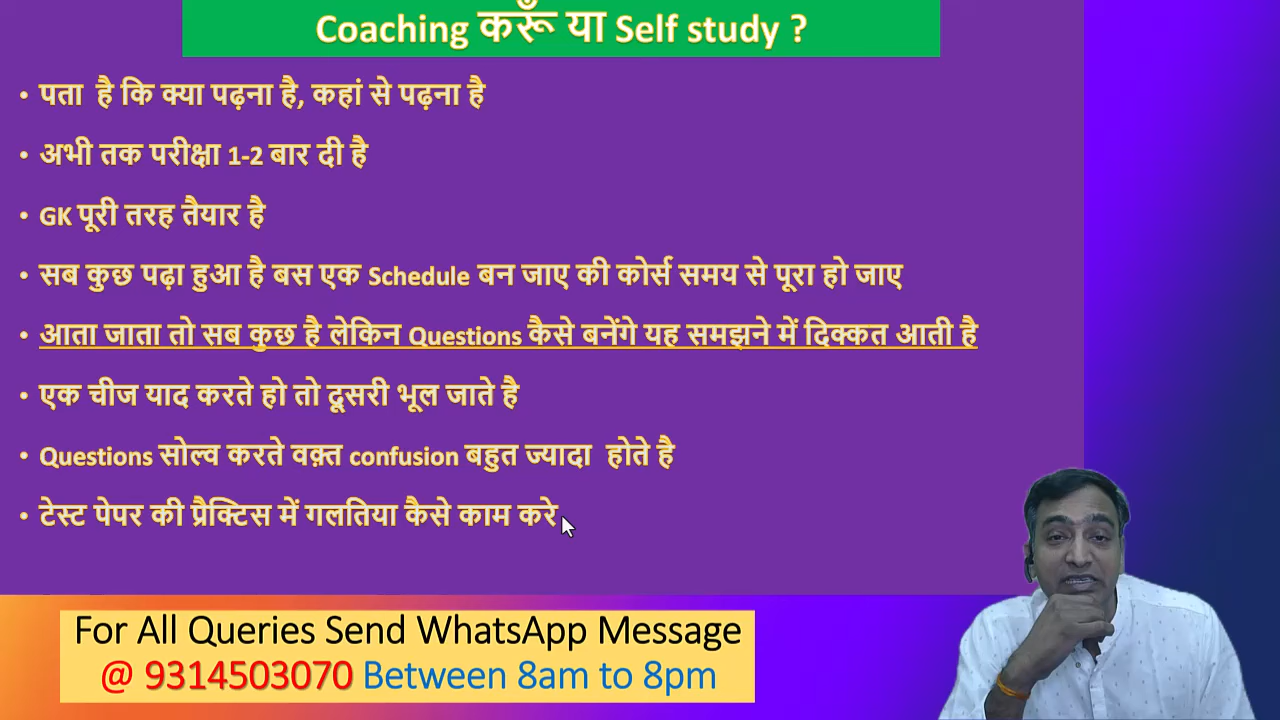 Coaching करूँ या Self study ?
• पता है कि क्या पढ़ना है, कहां से पढ़ना है
• अभी तक परीक्षा 1-2 बार दी है
• GK पूरी तरह तैयार है
• सब कुछ पढ़ा हुआ है बस एक Schedule बन जाए की कोर्स समय से पूरा हो जाए
• आता जाता तो सब कुछ है लेकिन Questions कैसे बनेंगे यह समझने में दिक्कत आती है
• एक चीज याद करते हो तो दूसरी भूल जाते है
• Questions सोल्व करते वक़्त confusion बहुत ज्यादा होते है
• टेस्ट पेपर की प्रैक्टिस में गलतिया कैसे काम करे
For All Queries Send WhatsApp Message
@ 9314503070 Between 8am to 8pm